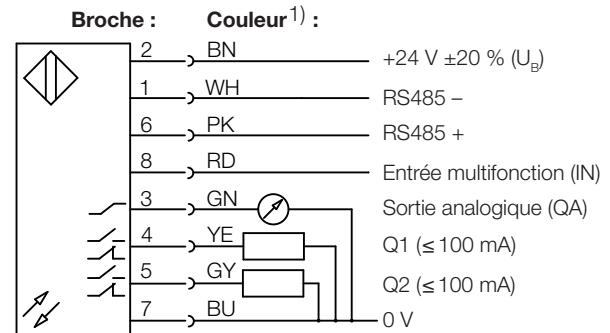 Broche : Couleur 1) :
2 BN +24 V ±20 % (UB)
1 WH RS485 –
6 PK RS485 +
8 RD Entrée multifonction (IN)
3 GN Sortie analogique (QA)
4 YE Q1 (≤ 100 mA)
5 GY Q2 (≤ 100 mA)
7 BU 0 V